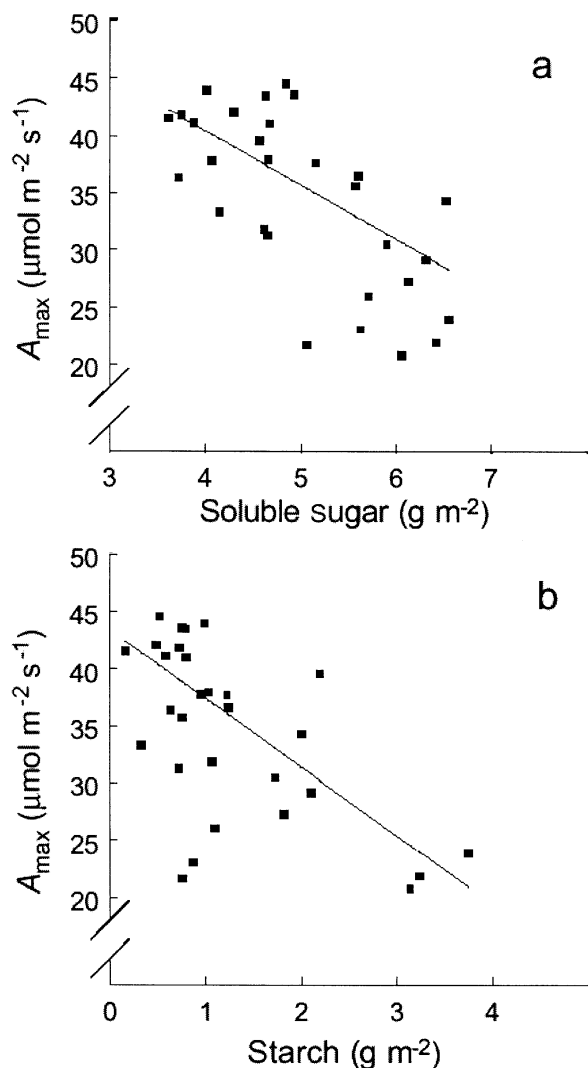 a
50
45
40
35
30
25
20
A_max (μmol m⁻² s⁻¹)
3 4 5 6 7
Soluble sugar (g m⁻²)
b
50
45
40
35
30
25
20
A_max (μmol m⁻² s⁻¹)
0 1 2 3 4
Starch (g m⁻²)